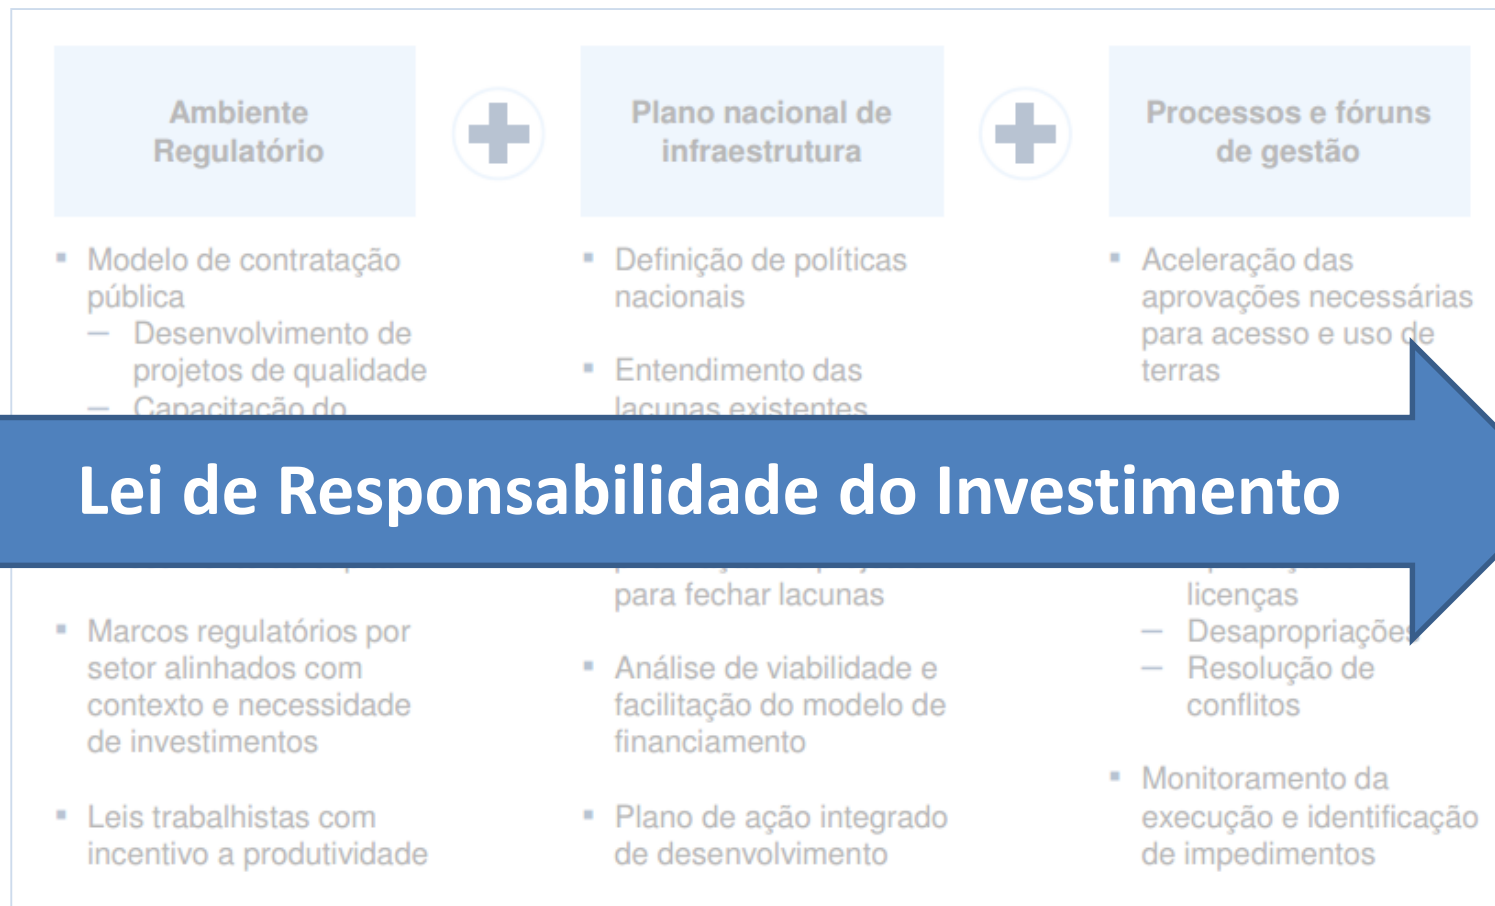 Ambiente
Regulatório
Plano nacional de
infraestrutura
Processos e fóruns
de gestão
▪ Modelo de contratação
pública
– Desenvolvimento de
projetos de qualidade
– Capacitação do
▪ Definição de políticas
nacionais
▪ Entendimento das
lacunas existentes
▪ Aceleração das
aprovações necessárias
para acesso e uso de
terras
Lei de Responsabilidade do Investimento
▪ Marcos regulatórios por
setor alinhados com
contexto e necessidade
de investimentos
▪ Leis trabalhistas com
incentivo a produtividade
para fechar lacunas
▪ Análise de viabilidade e
facilitação do modelo de
financiamento
▪ Plano de ação integrado
de desenvolvimento
licenças
– Desapropriações
– Resolução de
conflitos
▪ Monitoramento da
execução e identificação
de impedimentos